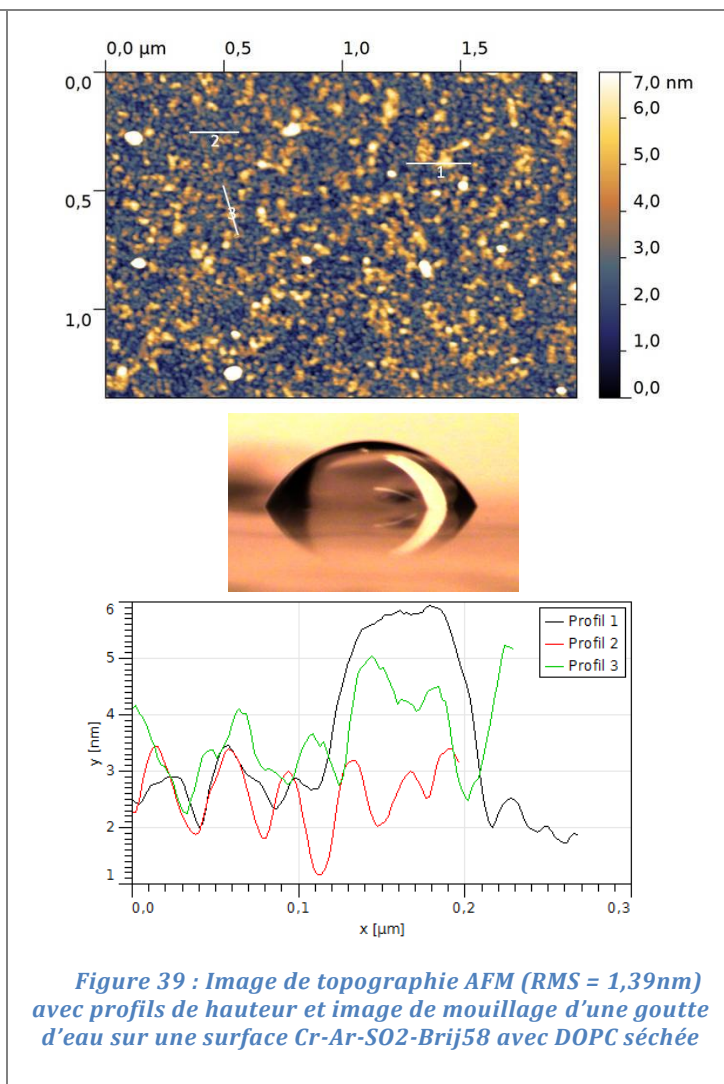 0,0 µm 0,5 1,0 1,5
0,0
0,5
1,0
2
1
3
7,0 nm
6,0
5,0
4,0
3,0
2,0
1,0
0,0
6
5
4
3
2
1
y [nm]
Profil 1
Profil 2
Profil 3
0,0 0,1 0,2 0,3
x [µm]
Figure 39 : Image de topographie AFM (RMS = 1,39nm)
avec profils de hauteur et image de mouillage d'une goutte
d'eau sur une surface Cr-Ar-SO2-Brij58 avec DOPC séchée